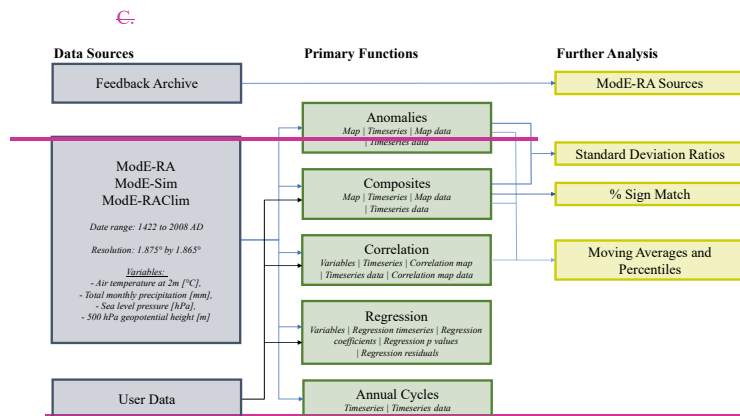 C.
Data Sources
Primary Functions
Further Analysis
Feedback Archive
ModE-RA Sources
Anomalies
Map | Timeseries | Map data
| Timeseries data
ModE-RA
ModE-Sim
ModE-RAClim
Date range: 1422 to 2008 AD
Resolution: 1.875° by 1.865°
Variables:
- Air temperature at 2m [°C],
- Total monthly precipitation [mm],
- Sea level pressure [hPa],
- 500 hPa geopotential height [m]
Standard Deviation Ratios
Composites
Map | Timeseries | Map data
| Timeseries data
% Sign Match
Correlation
Variables | Timeseries | Correlation map
| Timeseries data | Correlation map data
Moving Averages and
Percentiles
Regression
Variables | Regression timeseries | Regression
coefficients | Regression p values
| Regression residuals
User Data
Annual Cycles
Timeseries | Timeseries data